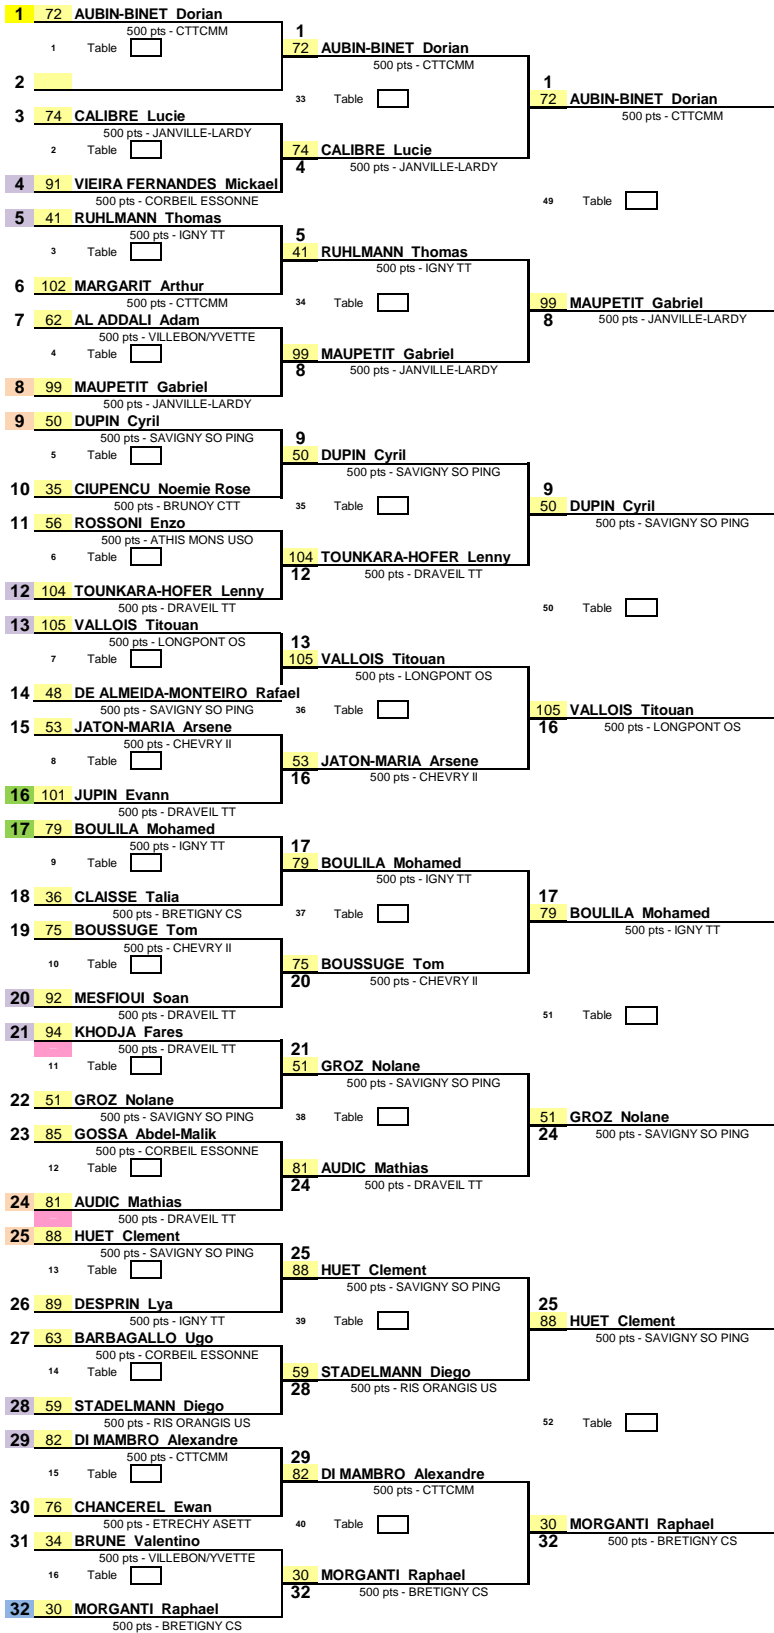 1 72 AUBIN-BINET Dorian
500 pts - CTTCMM
1 Table
2
3 74 CALIBRE Lucie
500 pts - JANVILLE-LARDY
2 Table
4 91 VIEIRA FERNANDES Mickael
500 pts - CORBEIL ESSONNE
5 41 RUHLMANN Thomas
500 pts - IGNY TT
3 Table
6 102 MARGARIT Arthur
500 pts - CTTCMM
7 62 AL ADDALI Adam
500 pts - VILLEBON/YVETTE
4 Table
8 99 MAUPETIT Gabriel
500 pts - JANVILLE-LARDY
9 50 DUPIN Cyril
500 pts - SAVIGNY SO PING
5 Table
10 35 CIUPENCU Noemie Rose
500 pts - BRUNOY CTT
11 56 ROSSONI Enzo
500 pts - ATHIS MONS USO
6 Table
12 104 TOUNKARA-HOFER Lenny
500 pts - DRAVEIL TT
13 105 VALLOIS Titouan
500 pts - LONGPONT OS
7 Table
14 48 DE ALMEIDA-MONTEIRO Rafael
500 pts - SAVIGNY SO PING
15 53 JATON-MARIA Arsene
500 pts - CHEVRY II
8 Table
16 101 JUPIN Evann
500 pts - DRAVEIL TT
17 79 BOULILA Mohamed
500 pts - IGNY TT
9 Table
18 36 CLAISSE Talia
500 pts - BRETIGNY CS
19 75 BOUSSUGE Tom
500 pts - CHEVRY II
10 Table
20 92 MESFIOUI Soan
500 pts - DRAVEIL TT
21 94 KHODJA Fares
500 pts - DRAVEIL TT
11 Table
22 51 GROZ Nolane
500 pts - SAVIGNY SO PING
23 85 GOSSA Abdel-Malik
500 pts - CORBEIL ESSONNE
12 Table
24 81 AUDIC Mathias
500 pts - DRAVEIL TT
25 88 HUET Clement
500 pts - SAVIGNY SO PING
13 Table
26 89 DESPRIN Lya
500 pts - IGNY TT
27 63 BARBAGALLO Ugo
500 pts - CORBEIL ESSONNE
14 Table
28 59 STADELMANN Diego
500 pts - RIS ORANGIS US
29 82 DI MAMBRO Alexandre
500 pts - CTTCMM
15 Table
30 76 CHANCEREL Ewan
500 pts - ETRECHY ASETT
31 34 BRUNE Valentino
500 pts - VILLEBON/YVETTE
16 Table
32 30 MORGANTI Raphael
500 pts - BRETIGNY CS
1
72 AUBIN-BINET Dorian
500 pts - CTTCMM
33 Table
74 CALIBRE Lucie
4 500 pts - JANVILLE-LARDY
5
41 RUHLMANN Thomas
500 pts - IGNY TT
34 Table
99 MAUPETIT Gabriel
8 500 pts - JANVILLE-LARDY
9
50 DUPIN Cyril
500 pts - SAVIGNY SO PING
35 Table
104 TOUNKARA-HOFER Lenny
12 500 pts - DRAVEIL TT
13
105 VALLOIS Titouan
500 pts - LONGPONT OS
36 Table
53 JATON-MARIA Arsene
16 500 pts - CHEVRY II
17
79 BOULILA Mohamed
500 pts - IGNY TT
37 Table
75 BOUSSUGE Tom
20 500 pts - CHEVRY II
21
51 GROZ Nolane
500 pts - SAVIGNY SO PING
38 Table
81 AUDIC Mathias
24 500 pts - DRAVEIL TT
25
88 HUET Clement
500 pts - SAVIGNY SO PING
39 Table
59 STADELMANN Diego
28 500 pts - RIS ORANGIS US
29
82 DI MAMBRO Alexandre
500 pts - CTTCMM
40 Table
30 MORGANTI Raphael
32 500 pts - BRETIGNY CS
1
72 AUBIN-BINET Dorian
500 pts - CTTCMM
49 Table
99 MAUPETIT Gabriel
8 500 pts - JANVILLE-LARDY
9
50 DUPIN Cyril
500 pts - SAVIGNY SO PING
50 Table
105 VALLOIS Titouan
16 500 pts - LONGPONT OS
17
79 BOULILA Mohamed
500 pts - IGNY TT
51 Table
51 GROZ Nolane
24 500 pts - SAVIGNY SO PING
25
88 HUET Clement
500 pts - SAVIGNY SO PING
52 Table
30 MORGANTI Raphael
32 500 pts - BRETIGNY CS